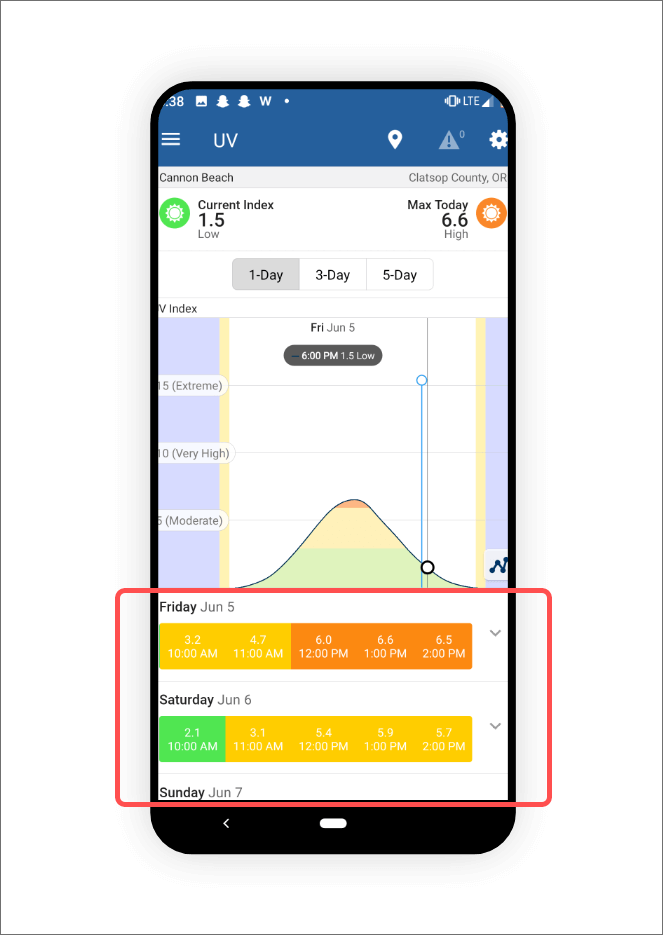 :38 W LTE
UV 0
Cannon Beach Clatsop County, OR
Current Index Max Today
1.5 6.6
Low High
1-Day 3-Day 5-Day
V Index
Fri Jun 5
6:00 PM 1.5 Low
15 (Extreme)
10 (Very High)
5 (Moderate)
Friday Jun 5
3.2 4.7 6.0 6.6 6.5
10:00 AM 11:00 AM 12:00 PM 1:00 PM 2:00 PM
Saturday Jun 6
2.1 3.1 5.4 5.9 5.7
10:00 AM 11:00 AM 12:00 PM 1:00 PM 2:00 PM
Sunday Jun 7